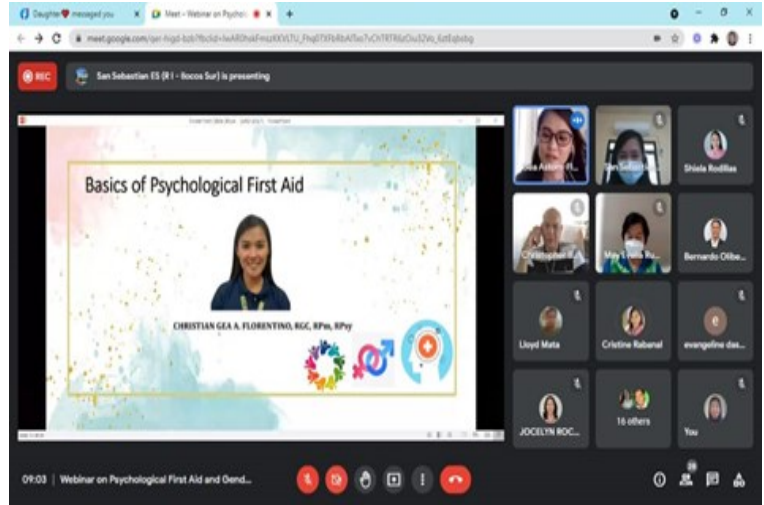 Daughter❤ messaged you
Meet – Webinar on Psychol
REC
San Sebastian ES (R I - Ilocos Sur) is presenting
Basics of Psychological First Aid
CHRISTIAN GEA A. FLORENTINO, RGC, RPm, RPsy
Shiela Rodillas
Bernardo Olibe...
Lloyd Mata
Cristine Rabanal
evangeline das...
JOCELYN ROC...
16 others
You
09:03 | Webinar on Psychological First Aid and Gend...